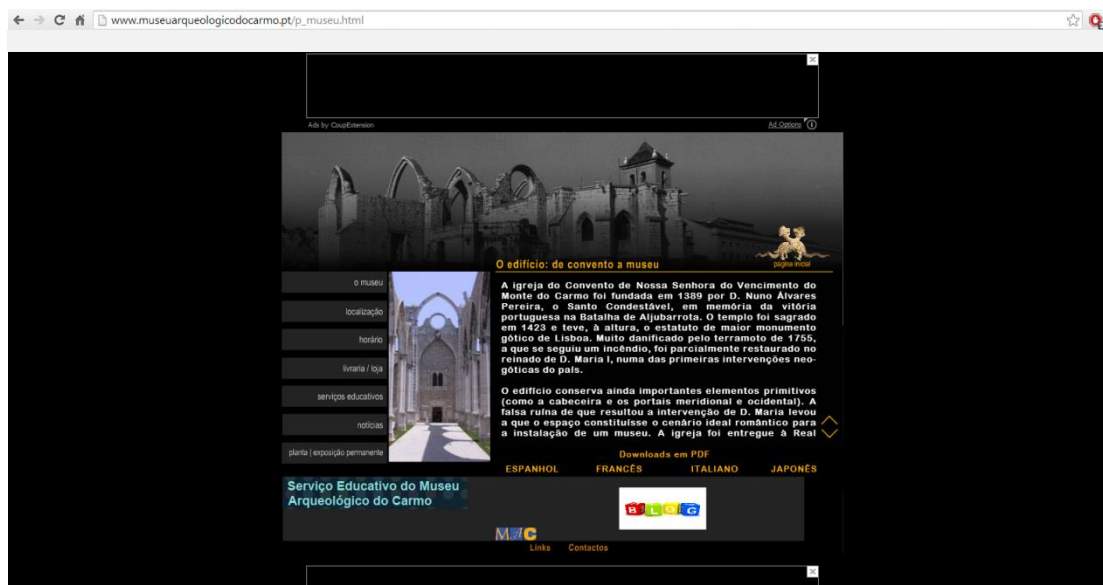 www.museuarqueologicodocarmo.pt/p_museu.html
Ads by CoupExtension
Ad Options
página inicial
O edifício: de convento a museu
o museu
localização
horário
livraria / loja
serviços educativos
notícias
planta | exposição permanente
A igreja do Convento de Nossa Senhora do Vencimento do
Monte do Carmo foi fundada em 1389 por D. Nuno Álvares
Pereira, o Santo Condestável, em memória da vitória
portuguesa na Batalha de Aljubarrota. O templo foi sagrado
em 1423 e teve, à altura, o estatuto de maior monumento
gótico de Lisboa. Muito danificado pelo terramoto de 1755,
a que se seguiu um incêndio, foi parcialmente restaurado no
reinado de D. Maria I, numa das primeiras intervenções neo-
góticas do país.
O edifício conserva ainda importantes elementos primitivos
(como a cabeceira e os portais meridional e ocidental). A
falsa ruína de que resultou a intervenção de D. Maria levou
a que o espaço constituísse o cenário ideal romântico para
a instalação de um museu. A igreja foi entregue à Real
Downloads em PDF
ESPANHOL FRANCÊS ITALIANO JAPONÊS
Serviço Educativo do Museu
Arqueológico do Carmo
BLOG
MAC
Links Contactos